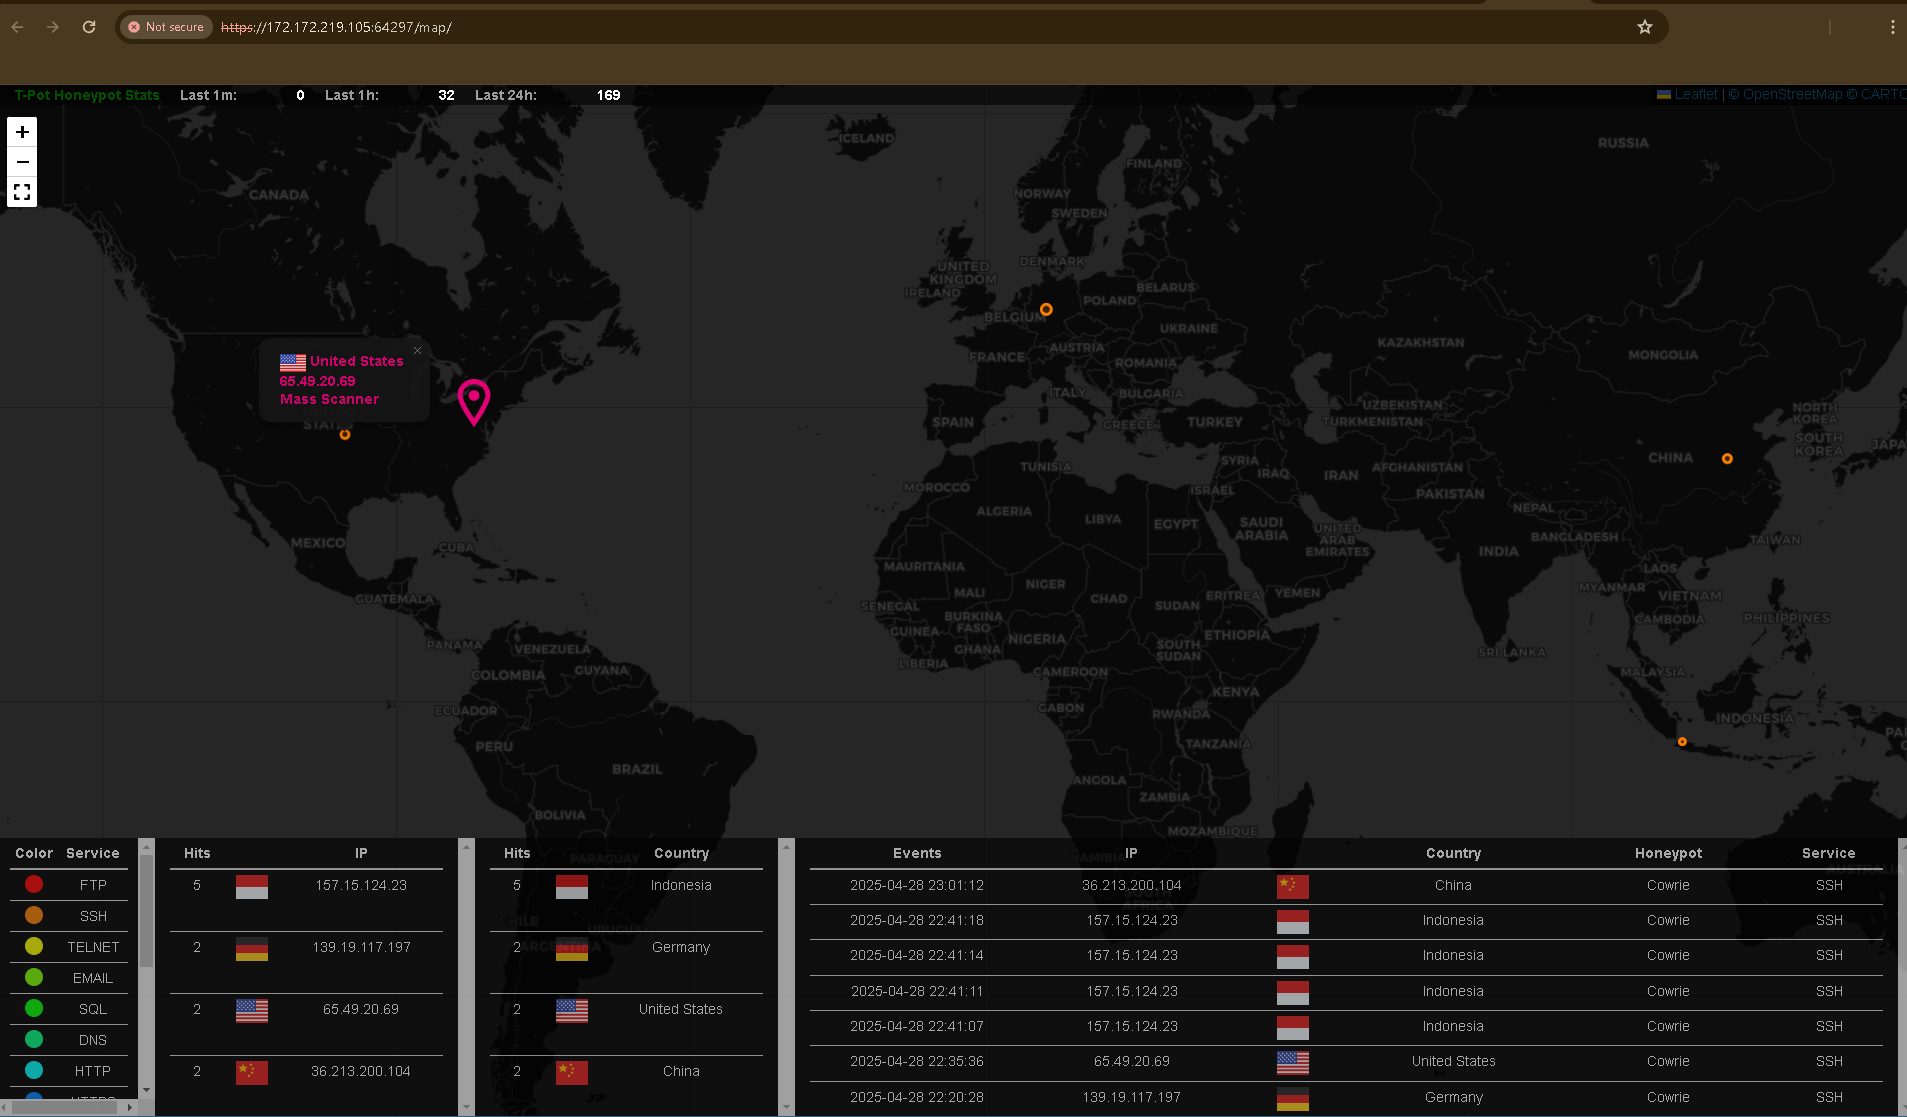 Not secure https://172.172.219.105:64297/map/
T-Pot Honeypot Stats Last 1m: 0 Last 1h: 32 Last 24h: 169
Leaflet | © OpenStreetMap © CARTO
+
−
ICELAND
RUSSIA
FINLAND
CANADA
NORWAY
SWEDEN
DENMARK
UNITED KINGDOM
IRELAND
BELARUS
POLAND
BELGIUM
UKRAINE
KAZAKHSTAN
FRANCE
AUSTRIA
MONGOLIA
ROMANIA
United States
65.49.20.69
Mass Scanner
STATES
ITALY
BULGARIA
UZBEKISTAN
NORTH KOREA
SPAIN
GREECE
TURKEY
TURKMENISTAN
SOUTH KOREA
JAPA
CHINA
TUNISIA
SYRIA
IRAQ
IRAN
AFGHANISTAN
MOROCCO
ISRAEL
PAKISTAN
ALGERIA
LIBYA
EGYPT
SAUDI ARABIA
UNITED ARAB EMIRATES
NEPAL
BANGLADESH
TAIWAN
MEXICO
CUBA
INDIA
MAURITANIA
LAOS
MYANMAR
VIETNAM
GUATEMALA
MALI
NIGER
CHAD
SUDAN
ERITREA
YEMEN
SENEGAL
BURKINA FASO
CAMBODIA
PHILIPPINES
GUINEA
NIGERIA
ETHIOPIA
PANAMA
VENEZUELA
GHANA
SOUTH SUDAN
SRI LANKA
GUYANA
LIBERIA
COLOMBIA
CAMEROON
MALAYSIA
KENYA
ECUADOR
GABON
RWANDA
INDONESIA
PERU
TANZANIA
PA
BRAZIL
ANGOLA
ZAMBIA
BOLIVIA
MOZAMBIQUE
PARAGUAY
NAMIBIA
AUSTRALIA
SOUTH AFRICA
CHILE
URUGUAY
ARGENTINA
Color Service
FTP
SSH
TELNET
EMAIL
SQL
DNS
HTTP
HTTPS
Hits IP
5 157.15.124.23
2 139.19.117.197
2 65.49.20.69
2 36.213.200.104
Hits Country
5 Indonesia
2 Germany
2 United States
2 China
Events IP Country Honeypot Service
2025-04-28 23:01:12 36.213.200.104 China Cowrie SSH
2025-04-28 22:41:18 157.15.124.23 Indonesia Cowrie SSH
2025-04-28 22:41:14 157.15.124.23 Indonesia Cowrie SSH
2025-04-28 22:41:11 157.15.124.23 Indonesia Cowrie SSH
2025-04-28 22:41:07 157.15.124.23 Indonesia Cowrie SSH
2025-04-28 22:35:36 65.49.20.69 United States Cowrie SSH
2025-04-28 22:20:28 139.19.117.197 Germany Cowrie SSH